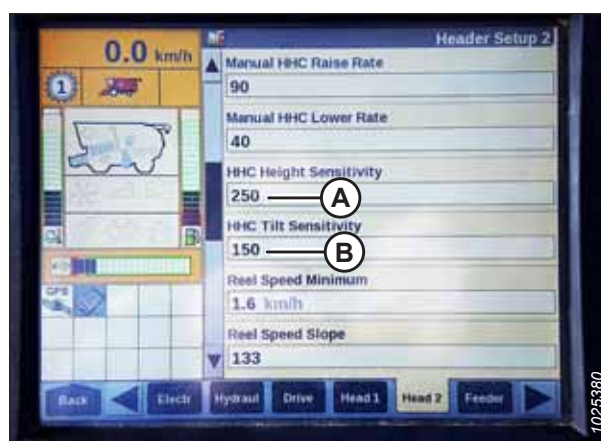 0.0 km/h
Header Setup 2
1
Manual HHC Raise Rate
90
Manual HHC Lower Rate
40
HHC Height Sensitivity
250
A
HHC Tilt Sensitivity
150
B
Reel Speed Minimum
1.6 km/h
GPS
Reel Speed Slope
133
Back
Electr
Hydraul
Drive
Head 1
Head 2
Feeder
1025380